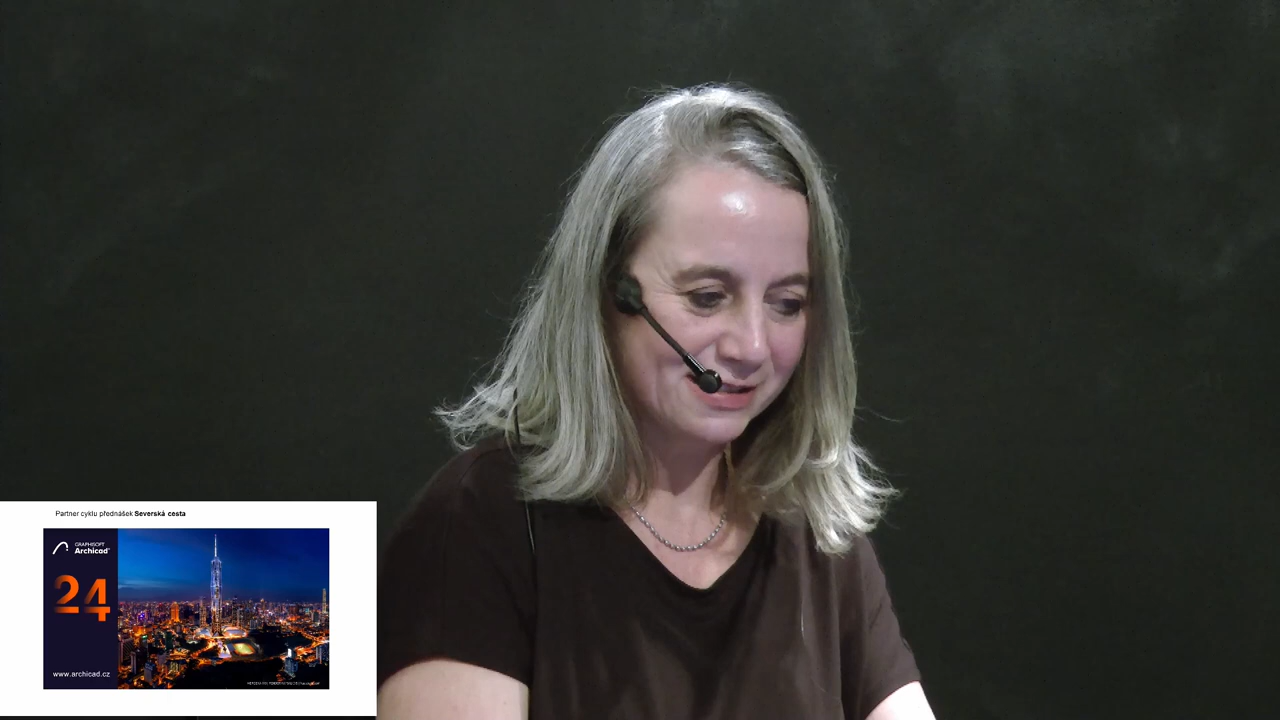 Partner cyklu přednášek Severská cesta
GRAPHISOFT
Archicad
24
www.archicad.cz